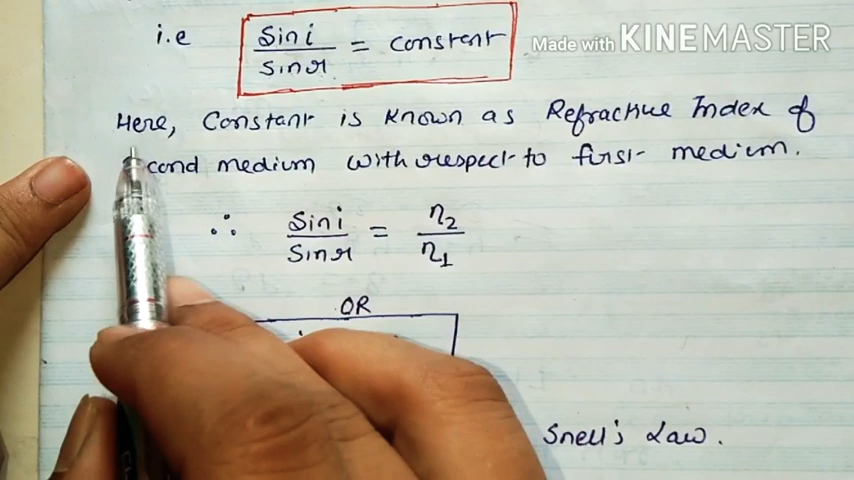 i.e sin i / sin r = constant
Made with KINEMASTER
Here, Constant is known as Refractive Index of
cond medium with respect to first medium.
∴ sin i / sin r = n2 / n1
OR
Snell's Law.